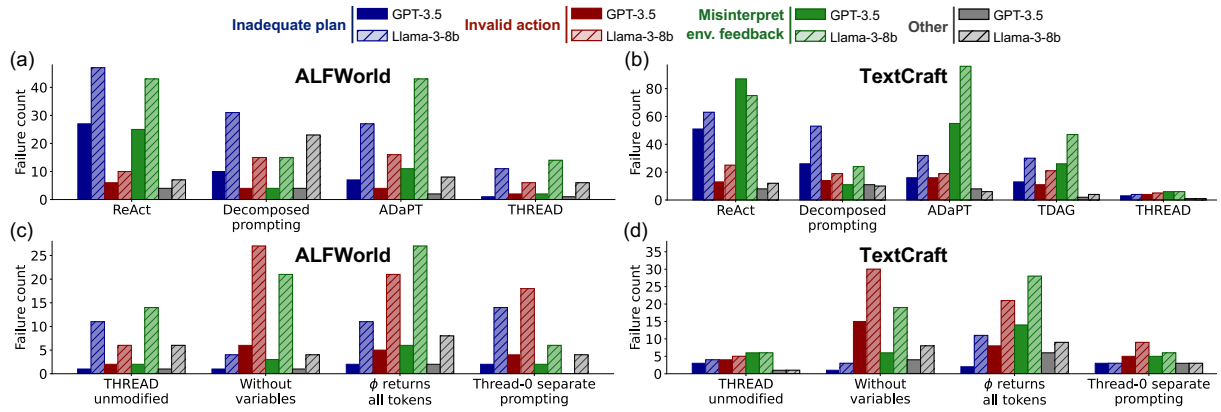 Inadequate plan
GPT-3.5
Llama-3-8b
Invalid action
GPT-3.5
Llama-3-8b
Misinterpret
env. feedback
GPT-3.5
Llama-3-8b
Other
GPT-3.5
Llama-3-8b
(a)
ALFWorld
Failure count
40
30
20
10
0
ReAct
Decomposed
prompting
ADaPT
THREAD
(b)
TextCraft
Failure count
80
60
40
20
0
ReAct
Decomposed
prompting
ADaPT
TDAG
THREAD
(c)
ALFWorld
Failure count
25
20
15
10
5
0
THREAD
unmodified
Without
variables
ϕ returns
all tokens
Thread-0 separate
prompting
(d)
TextCraft
Failure count
35
30
25
20
15
10
5
0
THREAD
unmodified
Without
variables
ϕ returns
all tokens
Thread-0 separate
prompting